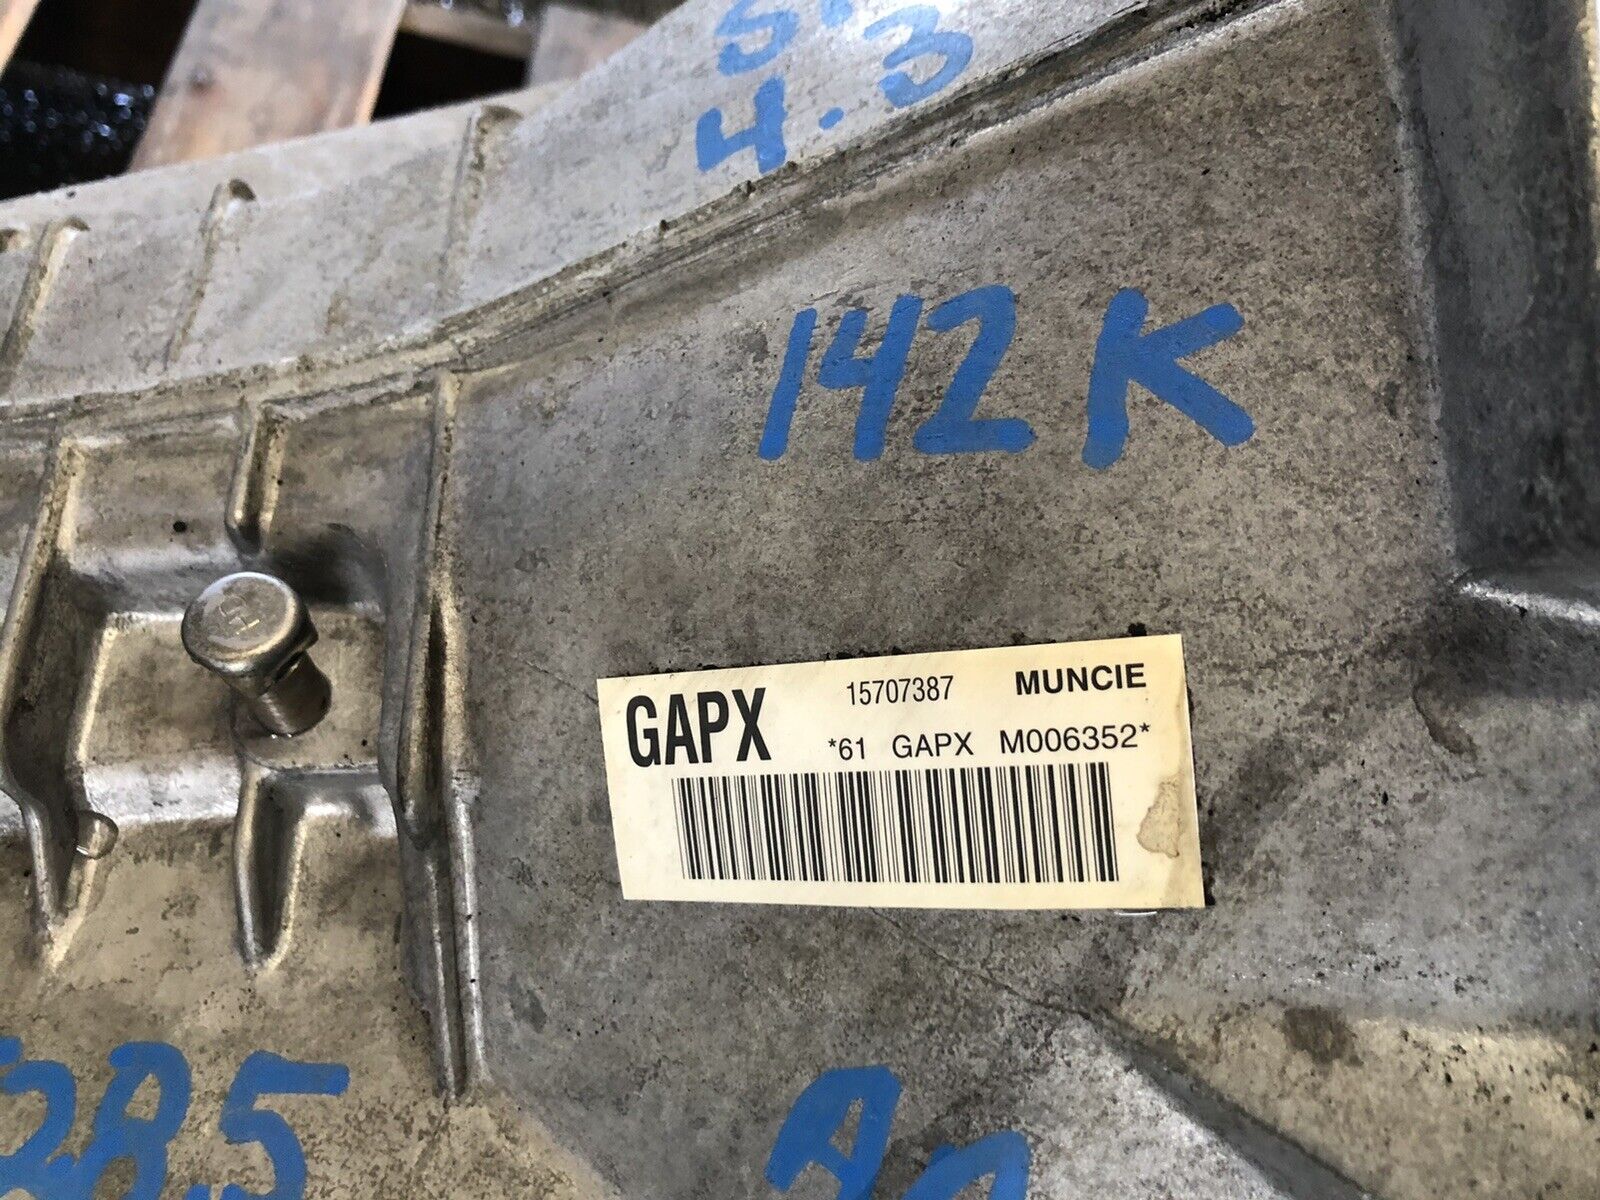 4.3
142K
GAPX 15707387 MUNCIE
*61 GAPX M006352*